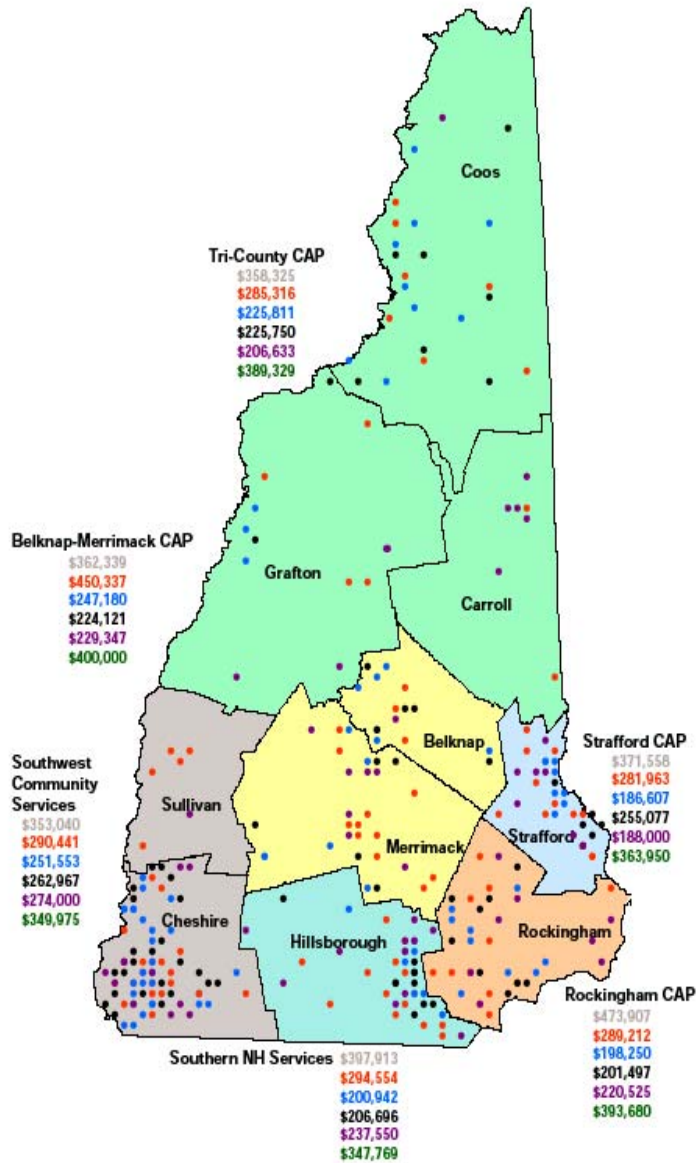 Coos
Tri-County CAP
$358,325
$285,316
$225,811
$225,750
$206,633
$389,329
Belknap-Merrimack CAP
$362,339
$450,337
$247,180
$224,121
$229,347
$400,000
Grafton
Carroll
Belknap
Strafford CAP
$371,558
$281,963
$186,607
$255,077
$188,000
$363,950
Southwest
Community
Services
$353,040
$290,441
$251,553
$262,967
$274,000
$349,975
Sullivan
Merrimack
Strafford
Cheshire
Hillsborough
Rockingham
Rockingham CAP
$473,907
$289,212
$198,250
$201,497
$220,525
$393,680
Southern NH Services $397,913
$294,554
$200,942
$206,696
$237,550
$347,769